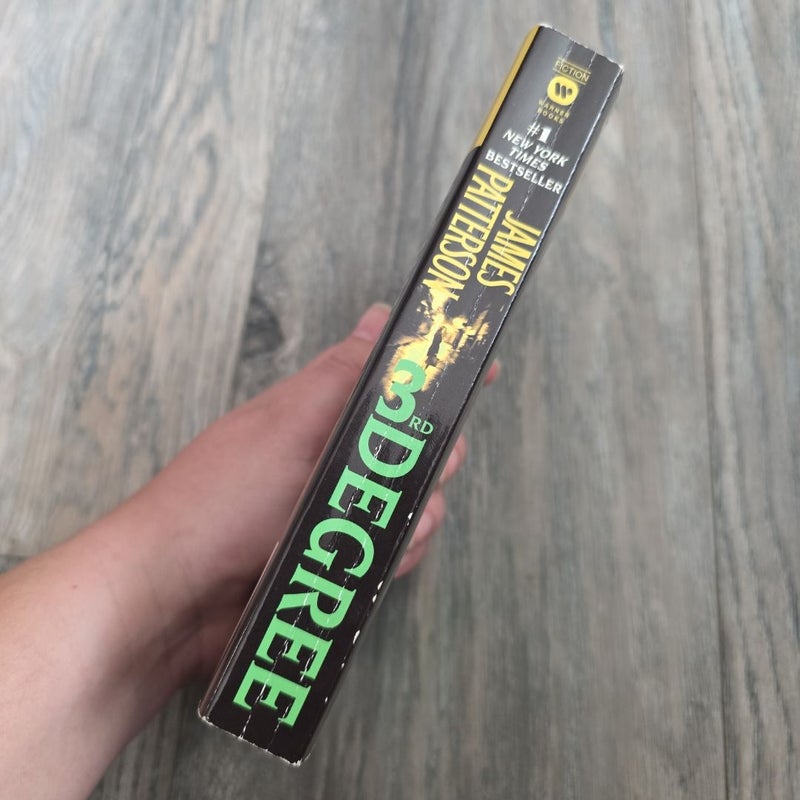 FICTION
W
WARNER
BOOKS
#1
NEW YORK
TIMES
BESTSELLER
JAMES
PATTERSON
3RD DEGREE